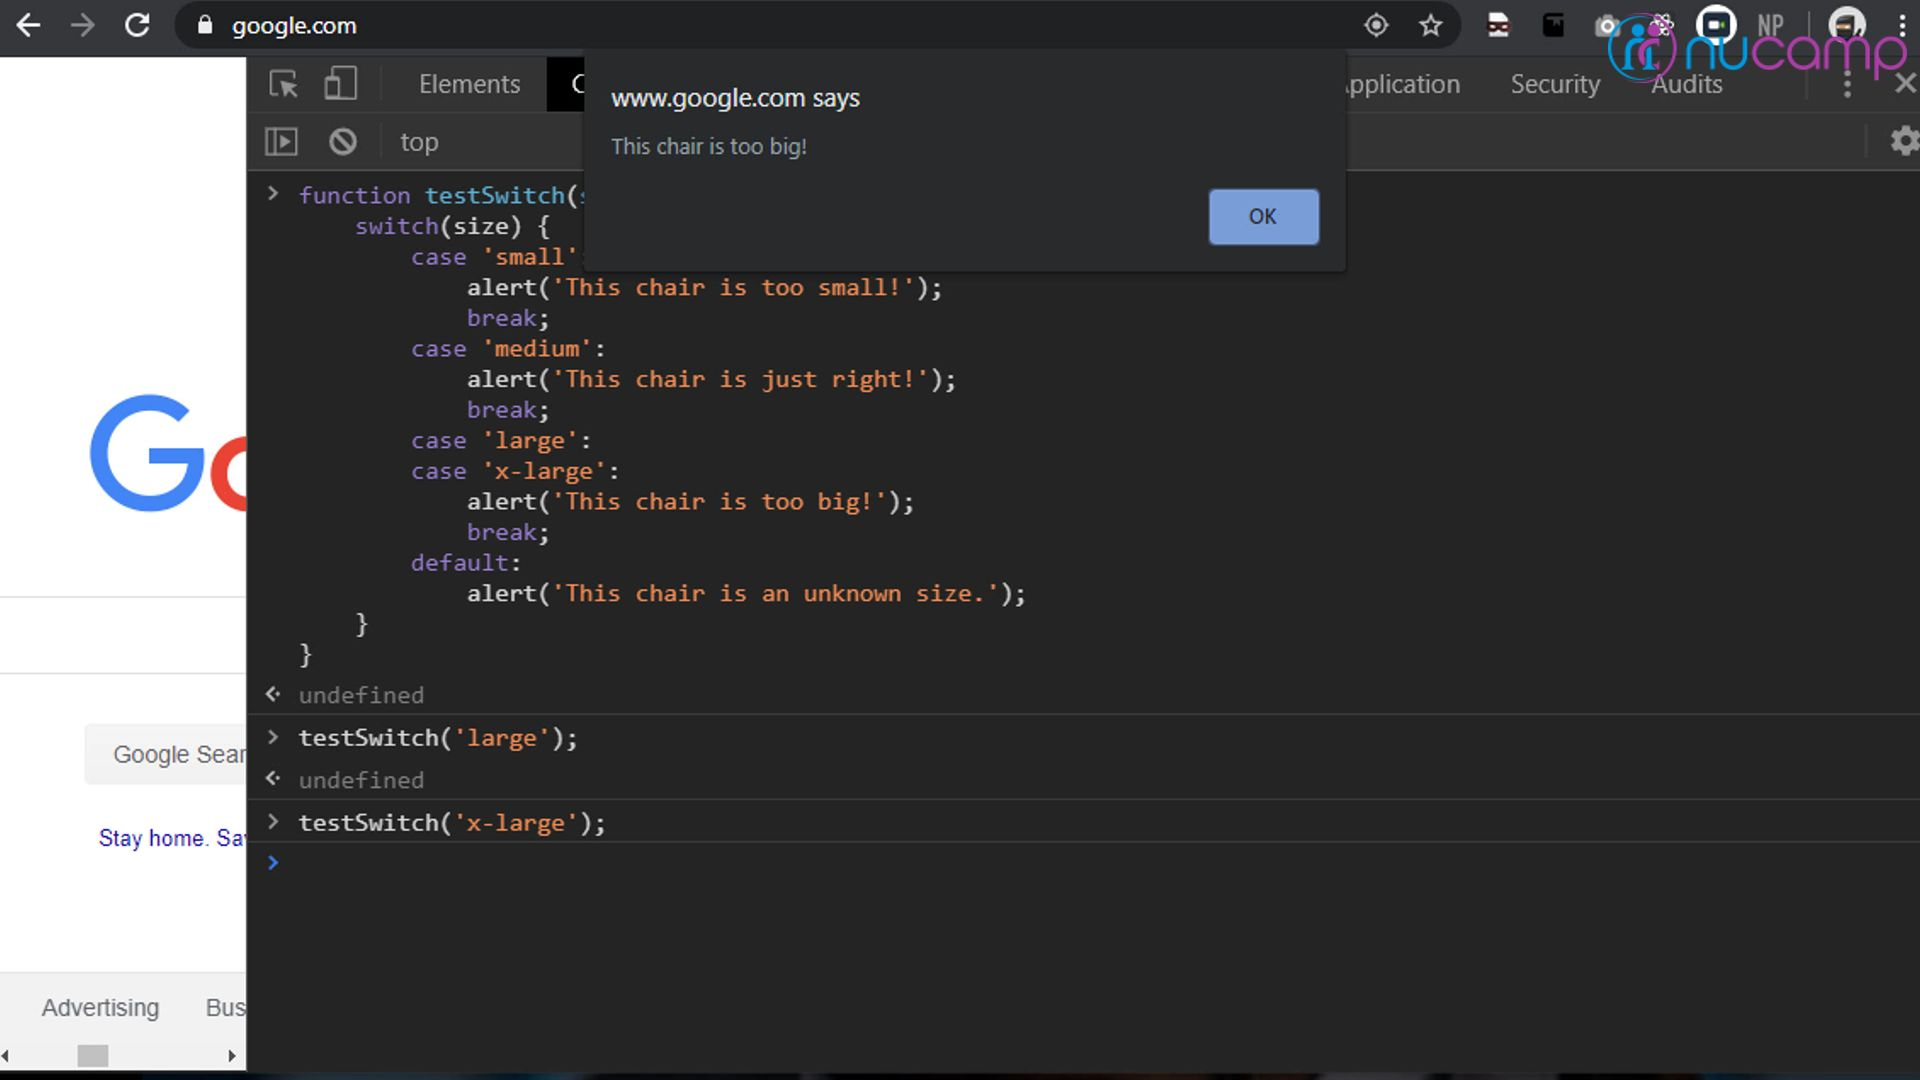 google.com
NP
nucamp
Elements
Application
Security
Audits
www.google.com says
This chair is too big!
OK
top
function testSwitch(
switch(size) {
case 'small'
alert('This chair is too small!');
break;
case 'medium':
alert('This chair is just right!');
break;
case 'large':
case 'x-large':
alert('This chair is too big!');
break;
default:
alert('This chair is an unknown size.');
}
}
undefined
testSwitch('large');
undefined
testSwitch('x-large');
Go
Google Sear
Stay home. Sav
Advertising
Bus